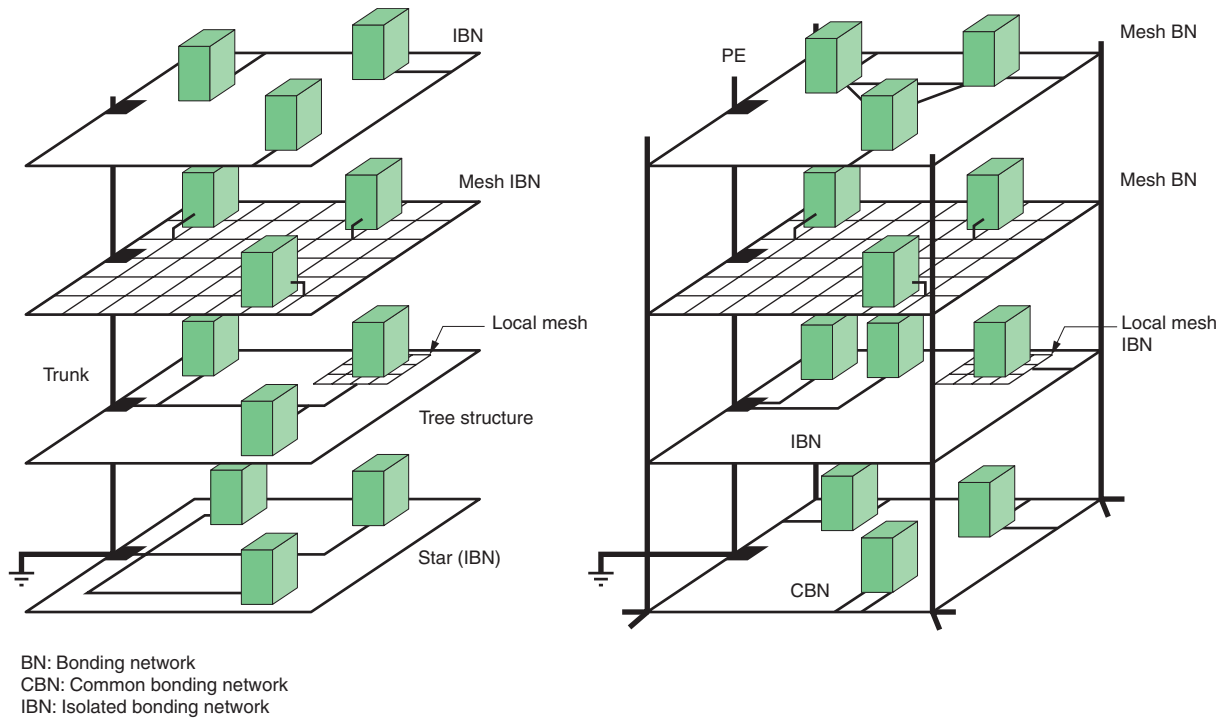 IBN
Mesh IBN
Local mesh
Trunk
Tree structure
Star (IBN)
PE
Mesh BN
Mesh BN
Local mesh
IBN
IBN
CBN
BN: Bonding network
CBN: Common bonding network
IBN: Isolated bonding network